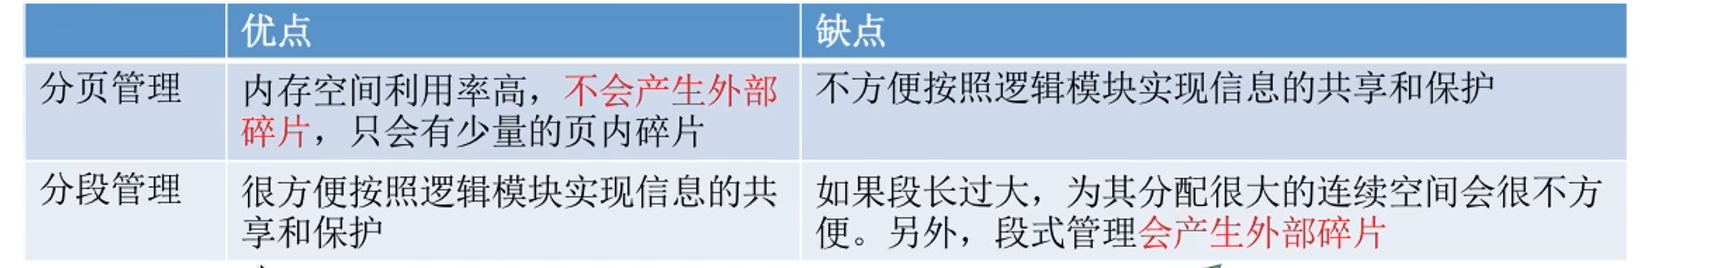 优点
缺点
分页管理
内存空间利用率高，不会产生外部
碎片，只会有少量的页内碎片
不方便按照逻辑模块实现信息的共享和保护
分段管理
很方便按照逻辑模块实现信息的共
享和保护
如果段长过大，为其分配很大的连续空间会很不方
便。另外，段式管理会产生外部碎片